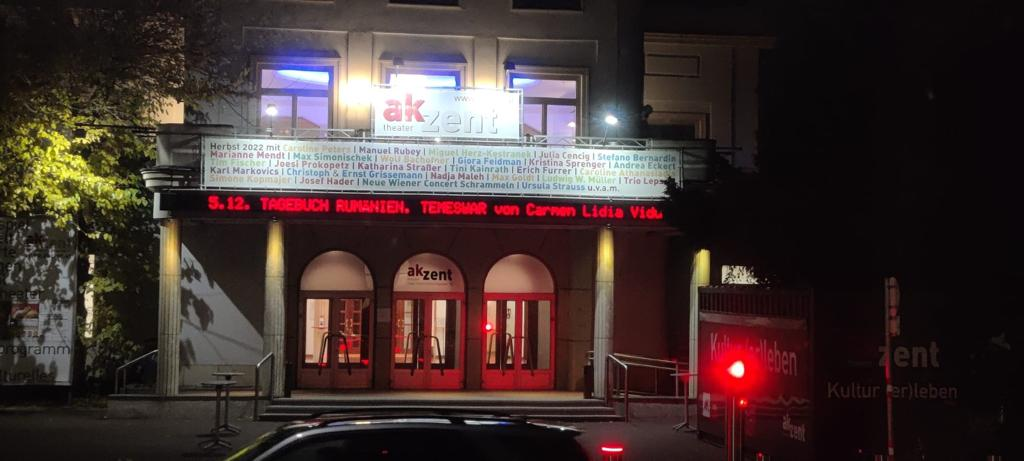 www.
akzent
theater
Herbst 2022 mit Caroline Peters | Manuel Rubey | Miguel Herz-Kestranek | Julia Cencig | Stefano Bernardin
Marianne Mendt | Max Simonischek | Wolf Bachofner | Giora Feidman | Kristina Sprenger | Andrea Eckert
Tim Fischer | Joesi Prokopetz | Katharina Straßer | Tini Kainrath | Erich Furrer | Caroline Athanasiadis
Karl Markovics | Christoph & Ernst Grissemann | Nadja Maleh | Max Goldt | Ludwig W. Müller | Trio Lepsch
Simone Kopmajer | Josef Hader | Neue Wiener Concert Schrammeln | Ursula Strauss u.v.a.m.
5.12. TAGEBUCH RUMÄNIEN. TEMESWAR von Carmen Lidia Vidu
akzent
ak
programm
Kultur(er)leben
akzent
zent
Kultur er)leben